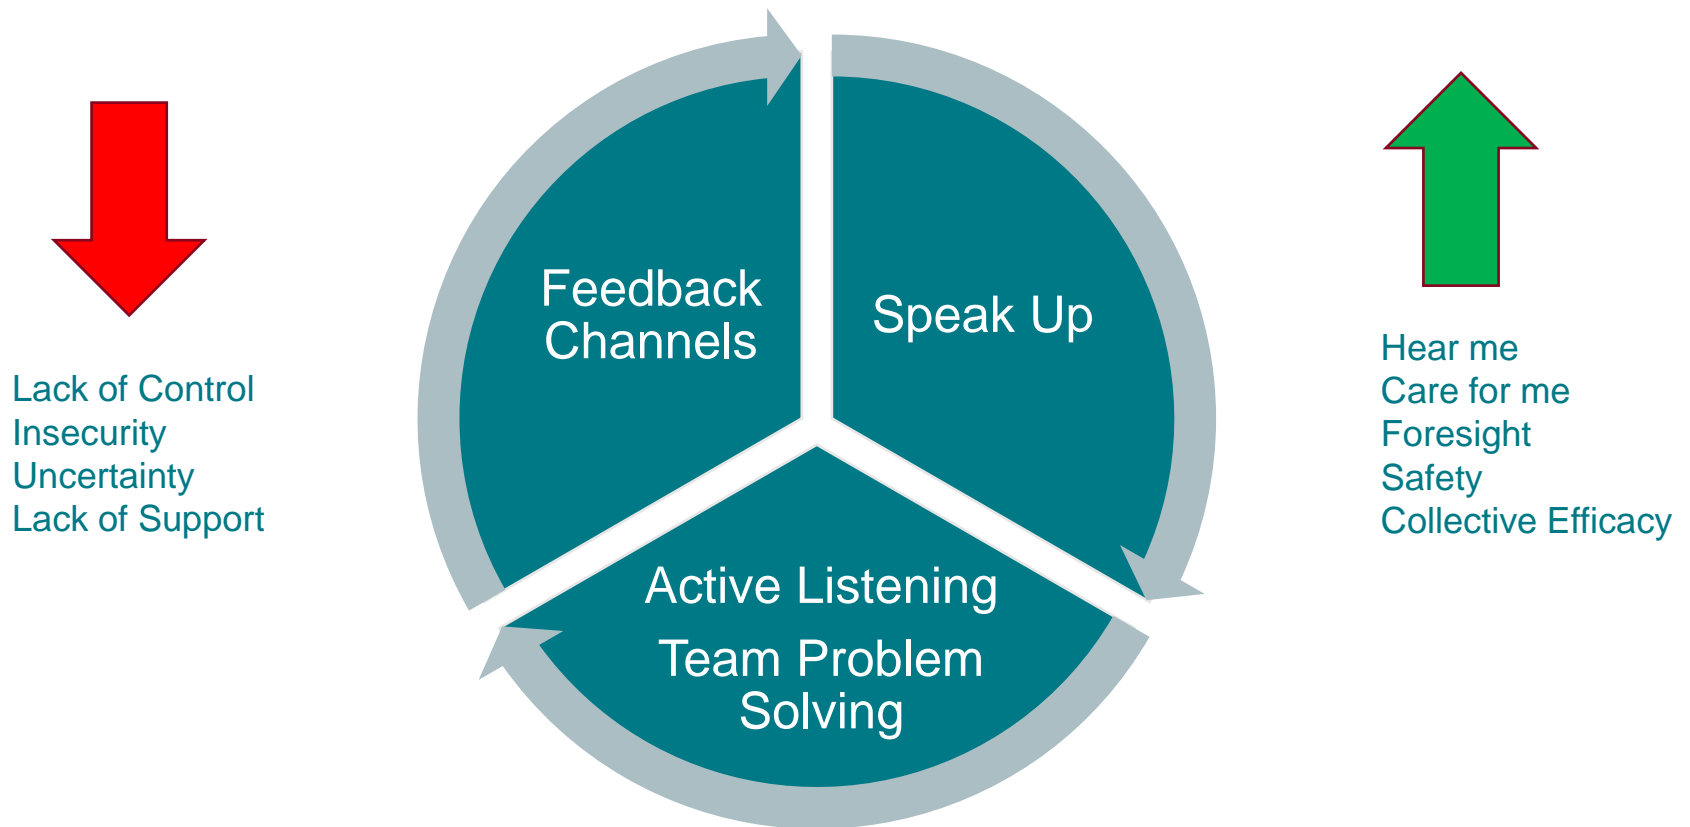 Feedback
Channels
Speak Up
Active Listening
Team Problem
Solving
Lack of Control
Insecurity
Uncertainty
Lack of Support
Hear me
Care for me
Foresight
Safety
Collective Efficacy